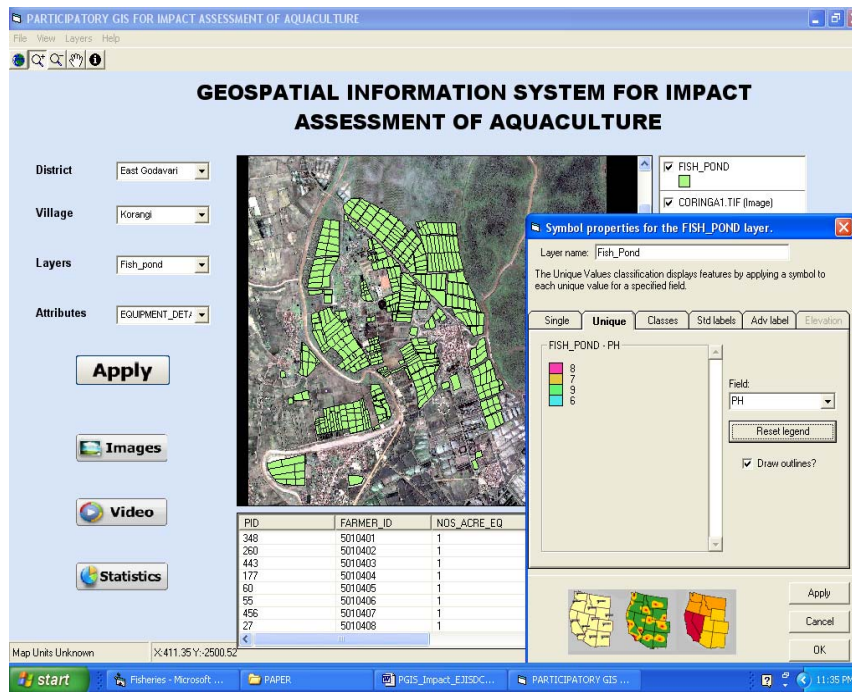 PARTICIPATORY GIS FOR IMPACT ASSESSMENT OF AQUACULTURE
File View Layers Help
GEOSPATIAL INFORMATION SYSTEM FOR IMPACT
ASSESSMENT OF AQUACULTURE
District East Godavari
Village Korangi
Layers Fish_pond
Attributes EQUIPMENT_DETA
Apply
Images
Video
Statistics
FISH_POND
CORINGA1.TIF (Image)
Symbol properties for the FISH_POND layer.
Layer name: Fish_Pond
The Unique Values classification displays features by applying a symbol to
each unique value for a specified field.
Single Unique Classes Std labels Adv label Elevation
FISH_POND - PH
8
7
9
6
Field:
PH
Reset legend
Draw outlines?
Apply
Cancel
OK
PID FARMER_ID NOS_ACRE_EQ
348 5010401 1
260 5010402 1
443 5010403 1
177 5010404 1
60 5010405 1
55 5010406 1
456 5010407 1
27 5010408 1
Map Units Unknown X:411.35 Y:-2500.52
start Fisheries - Microsoft ... PAPER PGIS_Impact_EJISDC... PARTICIPATORY GIS ... 11:35 PM